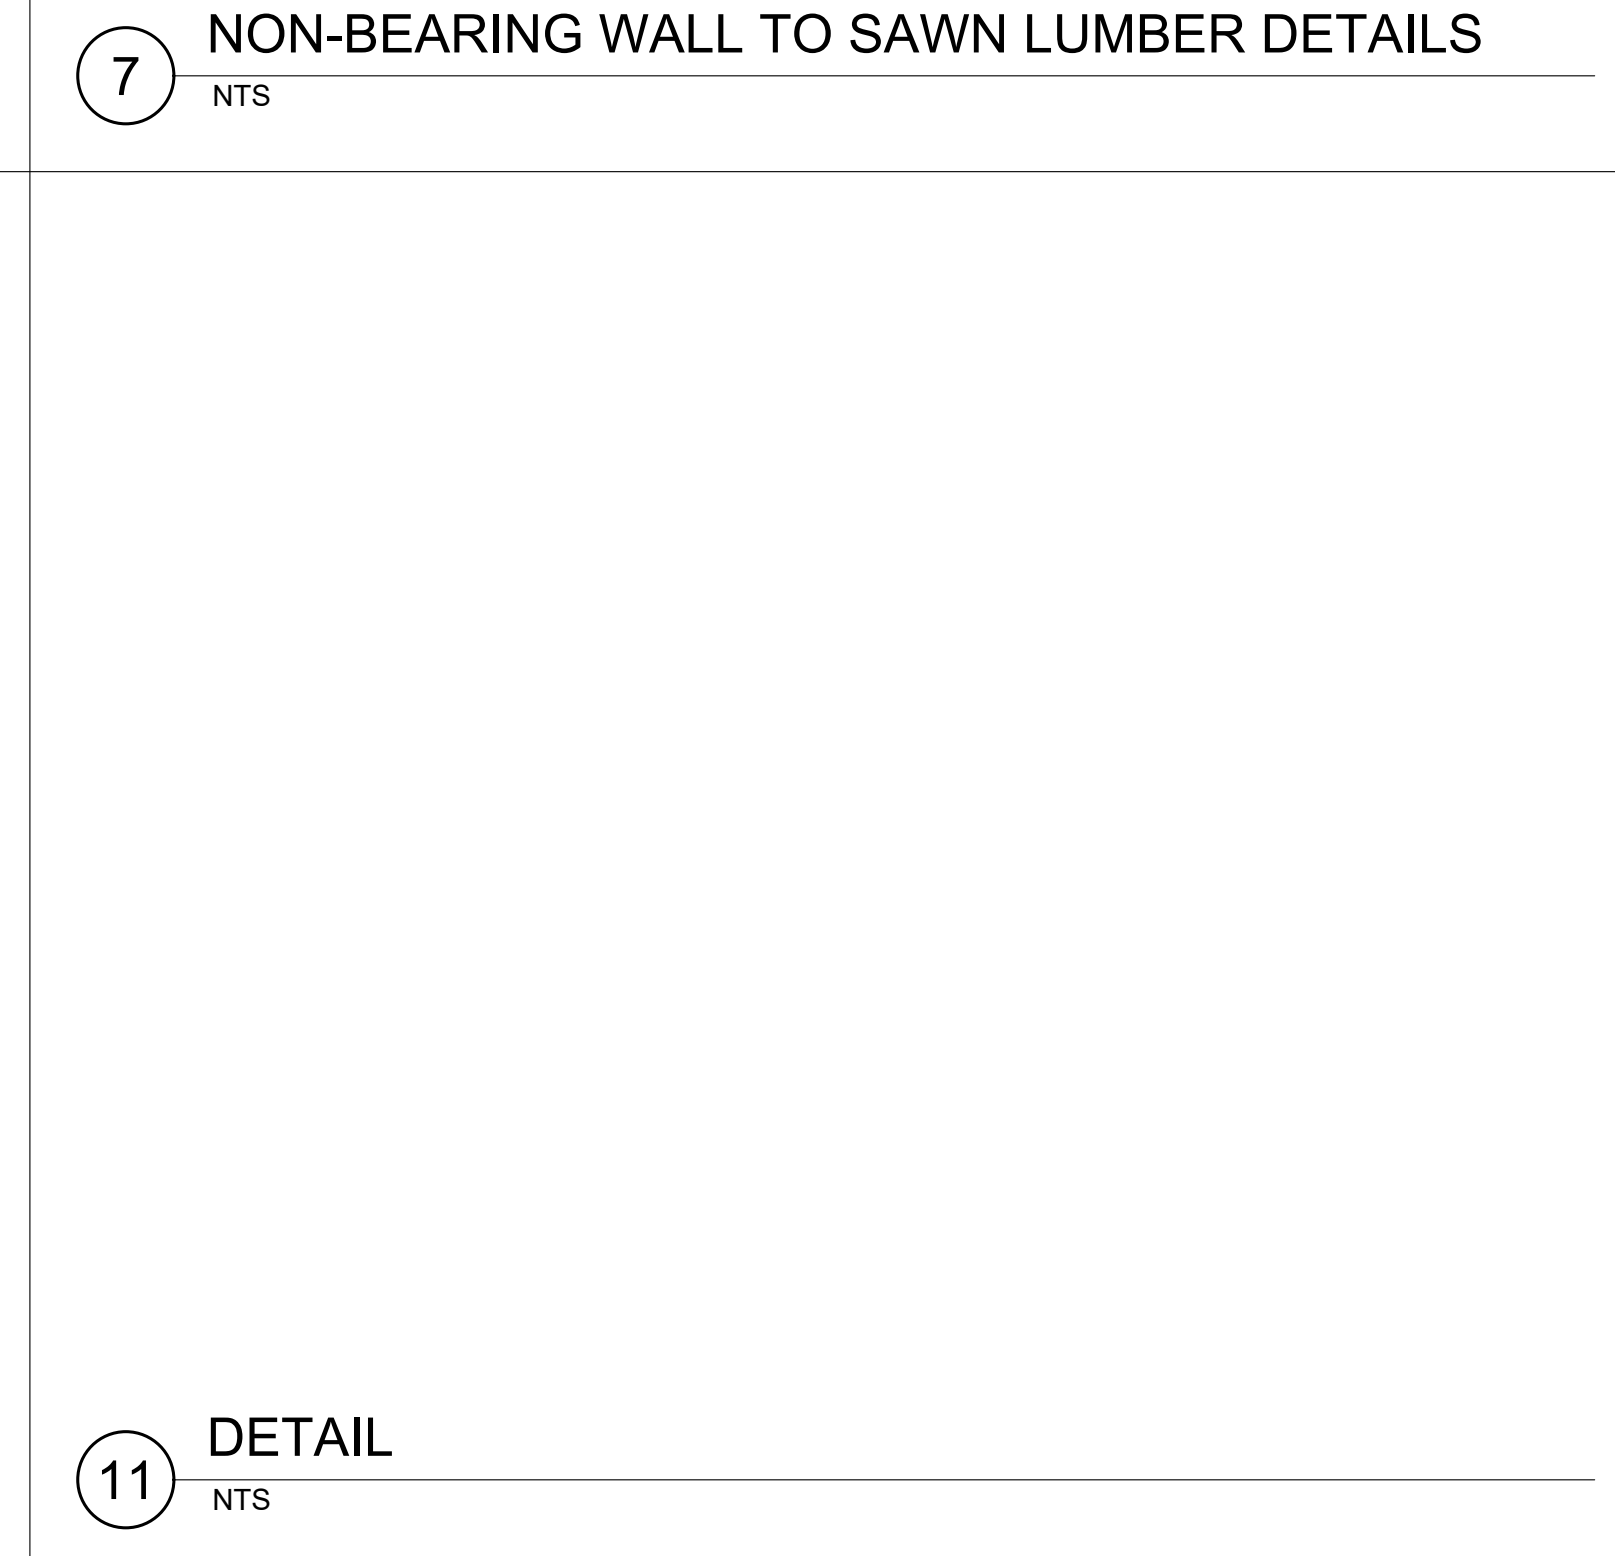 NON-BEARING WALL TO SAWN LUMBER DETAILS
7
NTS
DETAIL
11
NTS